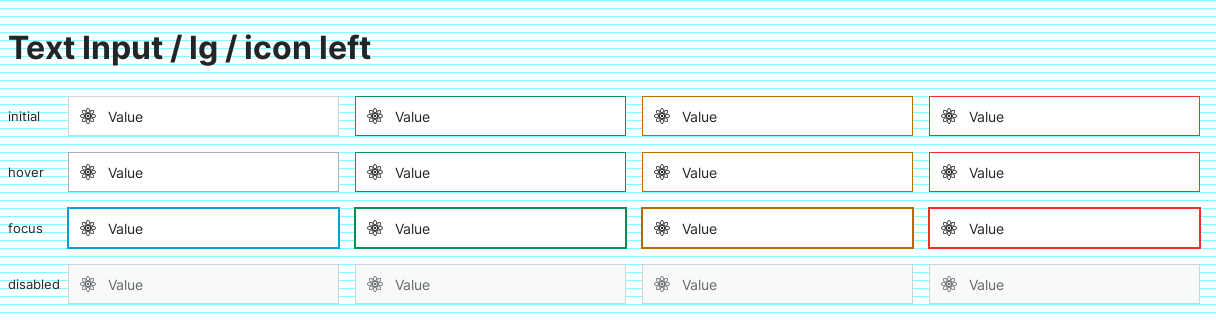 Text Input / lg / icon left
initial Value Value Value Value
hover Value Value Value Value
focus Value Value Value Value
disabled Value Value Value Value